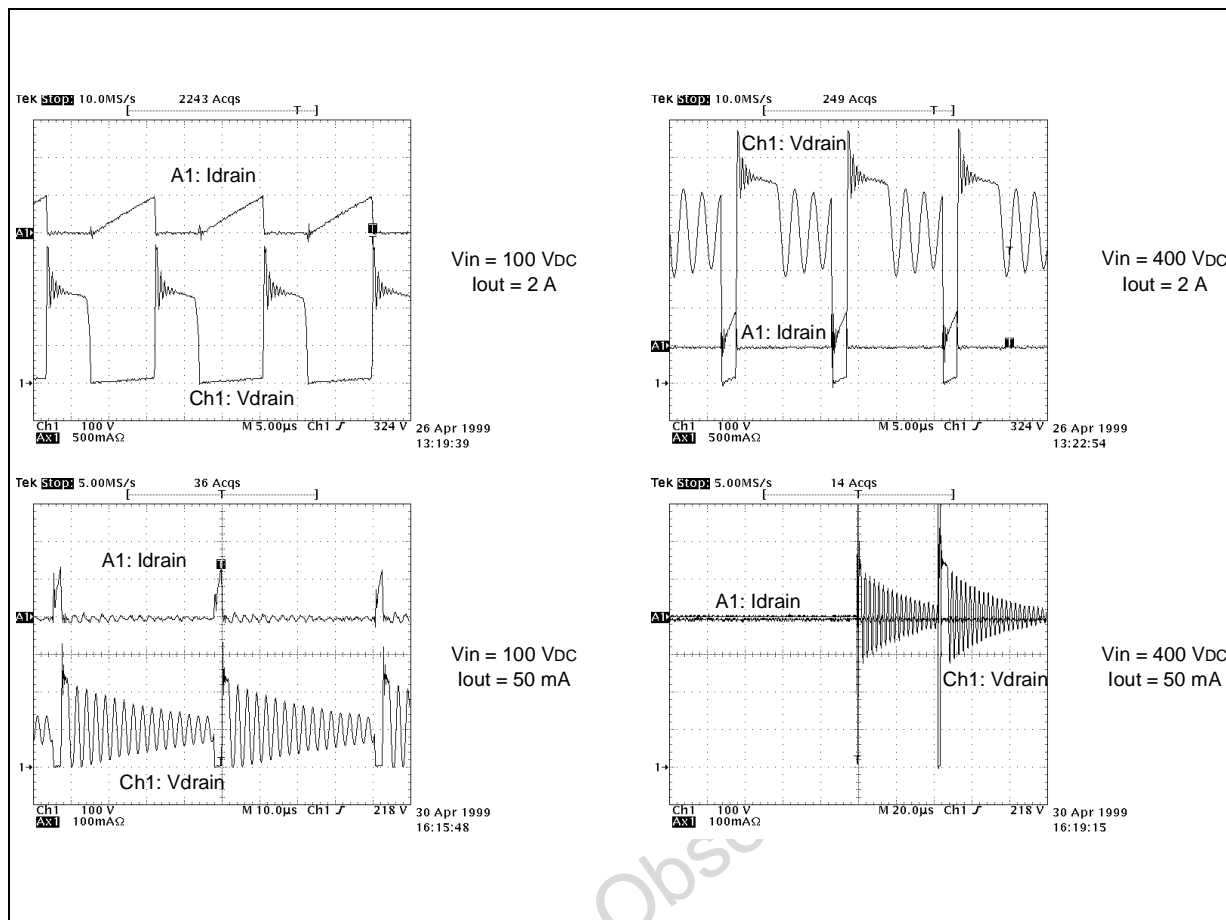 Tek Stop: 10.0MS/s 2243 Acqs
T
A1: Idrain
A1
T
Ch1: Vdrain
1
Ch1 100 V M 5.00µs Ch1 324 V
Ax1 500mAΩ
26 Apr 1999
13:19:39
Vin = 100 VDC
Iout = 2 A
Tek Stop: 10.0MS/s 249 Acqs
T
Ch1: Vdrain
T
A1: Idrain
A1
1
Ch1 100 V M 5.00µs Ch1 324 V
Ax1 500mAΩ
26 Apr 1999
13:22:54
Vin = 400 VDC
Iout = 2 A
Tek Stop: 5.00MS/s 36 Acqs
T
A1: Idrain
T
A1
Ch1: Vdrain
1
Ch1 100 V M 10.0µs Ch1 218 V
Ax1 100mAΩ
30 Apr 1999
16:15:48
Vin = 100 VDC
Iout = 50 mA
Tek Stop: 5.00MS/s 14 Acqs
T
A1: Idrain
A1
Ch1: Vdrain
1
Ch1 100 V M 20.0µs Ch1 218 V
Ax1 100mAΩ
30 Apr 1999
16:19:15
Vin = 400 VDC
Iout = 50 mA